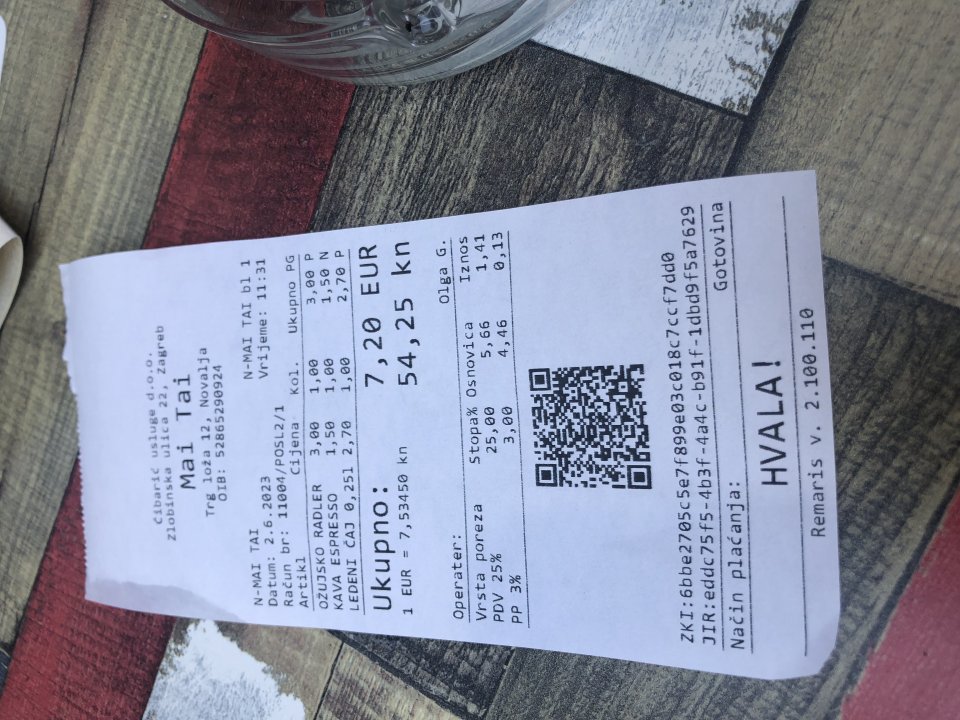 Cibarić usluge d.o.o.
Zlobinska ulica 22, Zagreb
Mai Tai
Trg loža 12, Novalja
OIB: 52865290924
N-MAI TAI N-MAI TAI bl 1
Datum: 2.6.2023 Vrijeme: 11:31
Račun br: 11004/POSL2/1
Artikl Cijena Kol. Ukupno PG
OŽUJSKO RADLER 3,00 1,00 3,00 P
KAVA ESPRESSO 1,50 1,00 1,50 N
LEDENI ČAJ 0,25l 2,70 1,00 2,70 P
Ukupno: 7,20 EUR
1 EUR = 7,53450 kn 54,25 kn
Operater: Olga G.
Vrsta poreza Stopa% Osnovica Iznos
PDV 25% 25,00 5,66 1,41
PP 3% 3,00 4,46 0,13
ZKI:6bbe2705c5e7f899e03c018c7ccf7dd0
JIR:eddc75f5-4b3f-4a4c-b91f-1dbd9f5a7629
Način plaćanja: Gotovina
HVALA!
Remaris v. 2.100.110